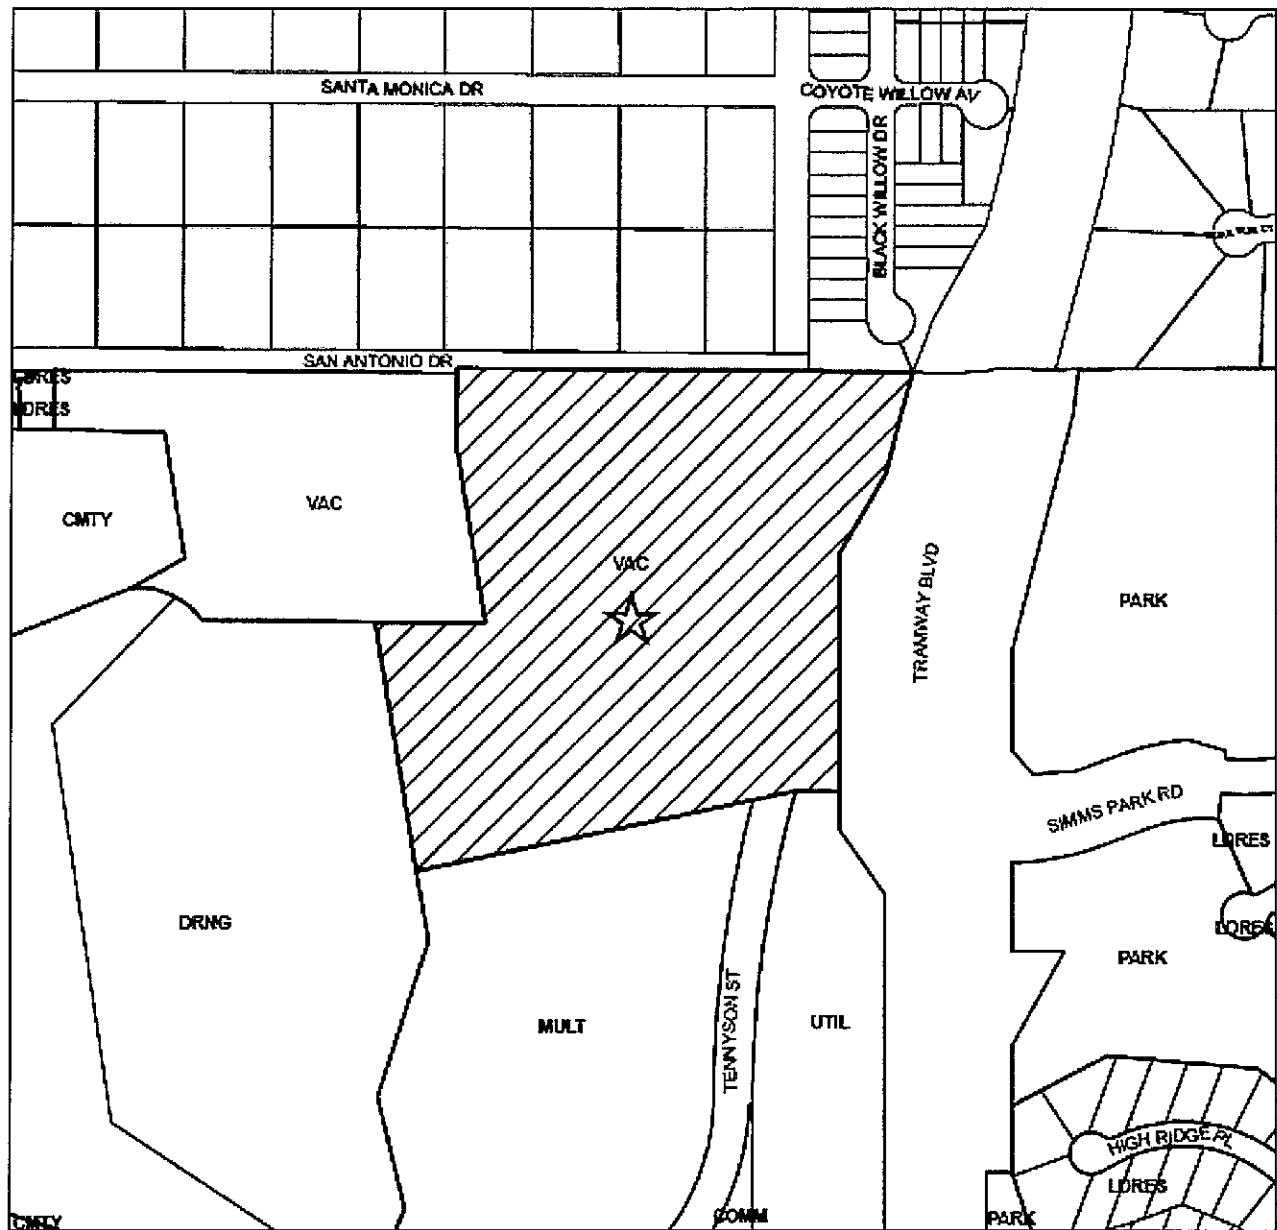 SANTA MONICA DR
COYOTE WILLOW AV
BLACK WILLOW DR
SAN ANTONIO DR
LDRES
LDRES
CMTY
VAC
VAC
TRAMWAY BLVD
PARK
SIMMS PARK RD
LDRES
LDRES
DRNG
PARK
MULT
TENNYSON ST
UTIL
HIGH RIDGE PL
LDRES
CMTY
COMM
PARK